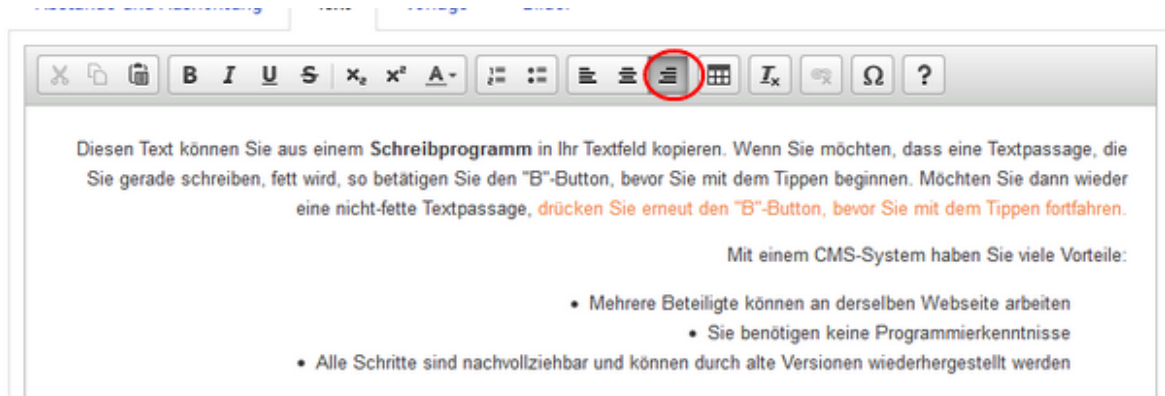 B I U S x₂ x² A Iₓ Ω ?
Diesen Text können Sie aus einem Schreibprogramm in Ihr Textfeld kopieren. Wenn Sie möchten, dass eine Textpassage, die
Sie gerade schreiben, fett wird, so betätigen Sie den "B"-Button, bevor Sie mit dem Tippen beginnen. Möchten Sie dann wieder
eine nicht-fette Textpassage, drücken Sie erneut den "B"-Button, bevor Sie mit dem Tippen fortfahren.
Mit einem CMS-System haben Sie viele Vorteile:
• Mehrere Beteiligte können an derselben Webseite arbeiten
• Sie benötigen keine Programmierkenntnisse
• Alle Schritte sind nachvollziehbar und können durch alte Versionen wiederhergestellt werden